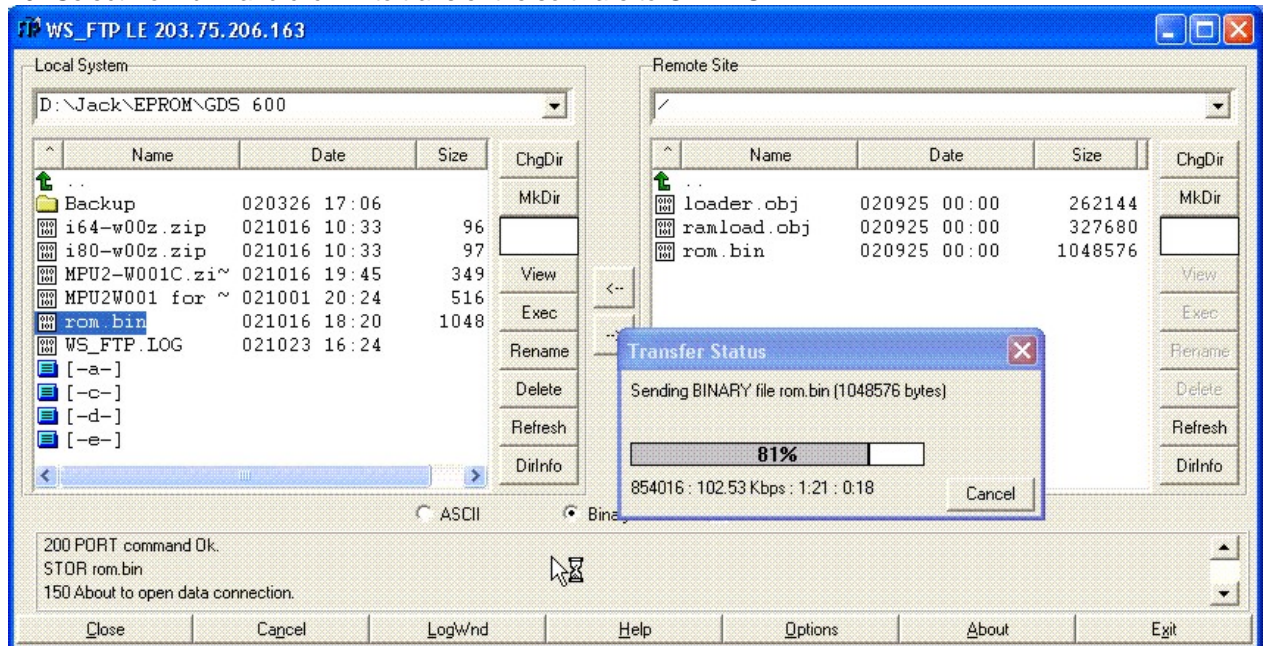 WS_FTP LE 203.75.206.163
Local System
D:\Jack\EPROM\GDS 600
^ Name Date Size
..
Backup 020326 17:06
i64-w00z.zip 021016 10:33 96
i80-w00z.zip 021016 10:33 97
MPU2-W001C.zi~ 021016 19:45 349
MPU2W001 for ~ 021001 20:24 516
rom.bin 021016 18:20 1048
WS_FTP.LOG 021023 16:24
[-a-]
[-c-]
[-d-]
[-e-]
ChgDir
MkDir
View
Exec
Rename
Delete
Refresh
DirInfo
<--
-->
Remote Site
/
^ Name Date Size
..
loader.obj 020925 00:00 262144
ramload.obj 020925 00:00 327680
rom.bin 020925 00:00 1048576
ChgDir
MkDir
View
Exec
Rename
Delete
Refresh
DirInfo
Transfer Status
Sending BINARY file rom.bin (1048576 bytes)
81%
854016 : 102.53 Kbps : 1:21 : 0:18
Cancel
ASCII
200 PORT command Ok.
STOR rom.bin
150 About to open data connection.
Close Cancel LogWnd Help Options About Exit